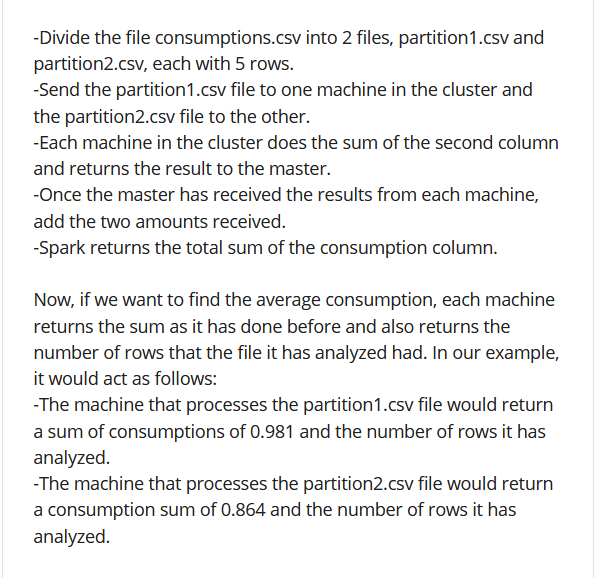 -Divide the file consumptions.csv into 2 files, partition1.csv and
partition2.csv, each with 5 rows.
-Send the partition1.csv file to one machine in the cluster and
the partition2.csv file to the other.
-Each machine in the cluster does the sum of the second column
and returns the result to the master.
-Once the master has received the results from each machine,
add the two amounts received.
-Spark returns the total sum of the consumption column.
Now, if we want to find the average consumption, each machine
returns the sum as it has done before and also returns the
number of rows that the file it has analyzed had. In our example,
it would act as follows:
-The machine that processes the partition1.csv file would return
a sum of consumptions of 0.981 and the number of rows it has
analyzed.
-The machine that processes the partition2.csv file would return
a consumption sum of 0.864 and the number of rows it has
analyzed.